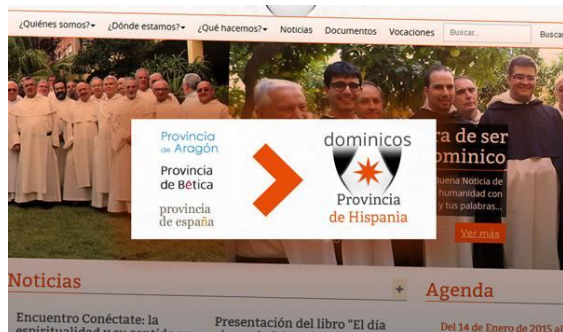 ¿Quiénes somos?
¿Dónde estamos?
¿Qué hacemos?
Noticias
Documentos
Vocaciones
Buscar...
Buscar
Provincia
de Aragón
Provincia
de Bética
provincia
de españa
dominicos
Provincia
de Hispania
ra de ser
ominico
Buena Noticia de
humanidad con
y tus palabras...
Ver más
Noticias
+
Agenda
Encuentro Conéctate: la
Presentación del libro "El día
Del 14 de Enero de 2015 al